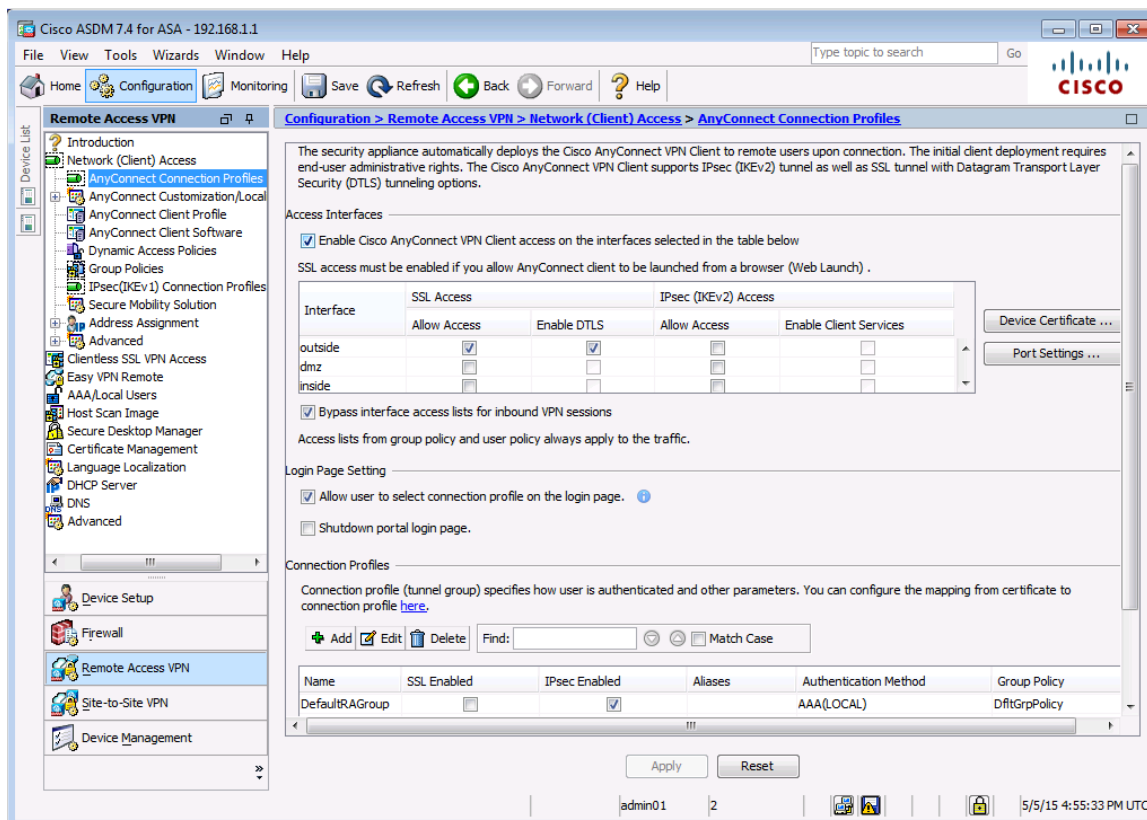 Cisco ASDM 7.4 for ASA - 192.168.1.1
File View Tools Wizards Window Help
Type topic to search Go
Home Configuration Monitoring Save Refresh Back Forward Help
CISCO
Device List
Remote Access VPN
Introduction
Network (Client) Access
AnyConnect Connection Profiles
AnyConnect Customization/Local
AnyConnect Client Profile
AnyConnect Client Software
Dynamic Access Policies
Group Policies
IPsec(IKEv1) Connection Profiles
Secure Mobility Solution
Address Assignment
Advanced
Clientless SSL VPN Access
Easy VPN Remote
AAA/Local Users
Host Scan Image
Secure Desktop Manager
Certificate Management
Language Localization
DHCP Server
DNS
Advanced
Device Setup
Firewall
Remote Access VPN
Site-to-Site VPN
Device Management
Configuration > Remote Access VPN > Network (Client) Access > AnyConnect Connection Profiles
The security appliance automatically deploys the Cisco AnyConnect VPN Client to remote users upon connection. The initial client deployment requires
end-user administrative rights. The Cisco AnyConnect VPN Client supports IPsec (IKEv2) tunnel as well as SSL tunnel with Datagram Transport Layer
Security (DTLS) tunneling options.
Access Interfaces
Enable Cisco AnyConnect VPN Client access on the interfaces selected in the table below
SSL access must be enabled if you allow AnyConnect client to be launched from a browser (Web Launch) .
Interface SSL Access IPsec (IKEv2) Access
Allow Access Enable DTLS Allow Access Enable Client Services
outside
dmz
inside
Device Certificate ...
Port Settings ...
Bypass interface access lists for inbound VPN sessions
Access lists from group policy and user policy always apply to the traffic.
Login Page Setting
Allow user to select connection profile on the login page.
Shutdown portal login page.
Connection Profiles
Connection profile (tunnel group) specifies how user is authenticated and other parameters. You can configure the mapping from certificate to
connection profile here.
Add Edit Delete Find: Match Case
Name SSL Enabled IPsec Enabled Aliases Authentication Method Group Policy
DefaultRAGroup AAA(LOCAL) DfltGrpPolicy
Apply Reset
admin01 2 5/5/15 4:55:33 PM UTC